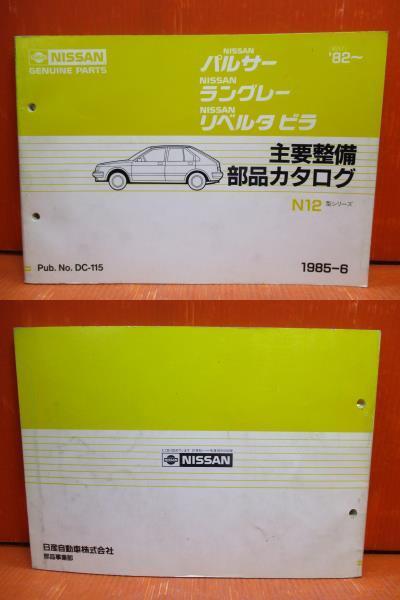 NISSAN
GENUINE PARTS
NISSAN
パルサー
'82~
NISSAN
ラングレー
NISSAN
リベルタ ビラ
主要整備
部品カタログ
N12 型シリーズ
Pub. No. DC-115
1985-6
NISSAN
日産自動車株式会社
部品事業部